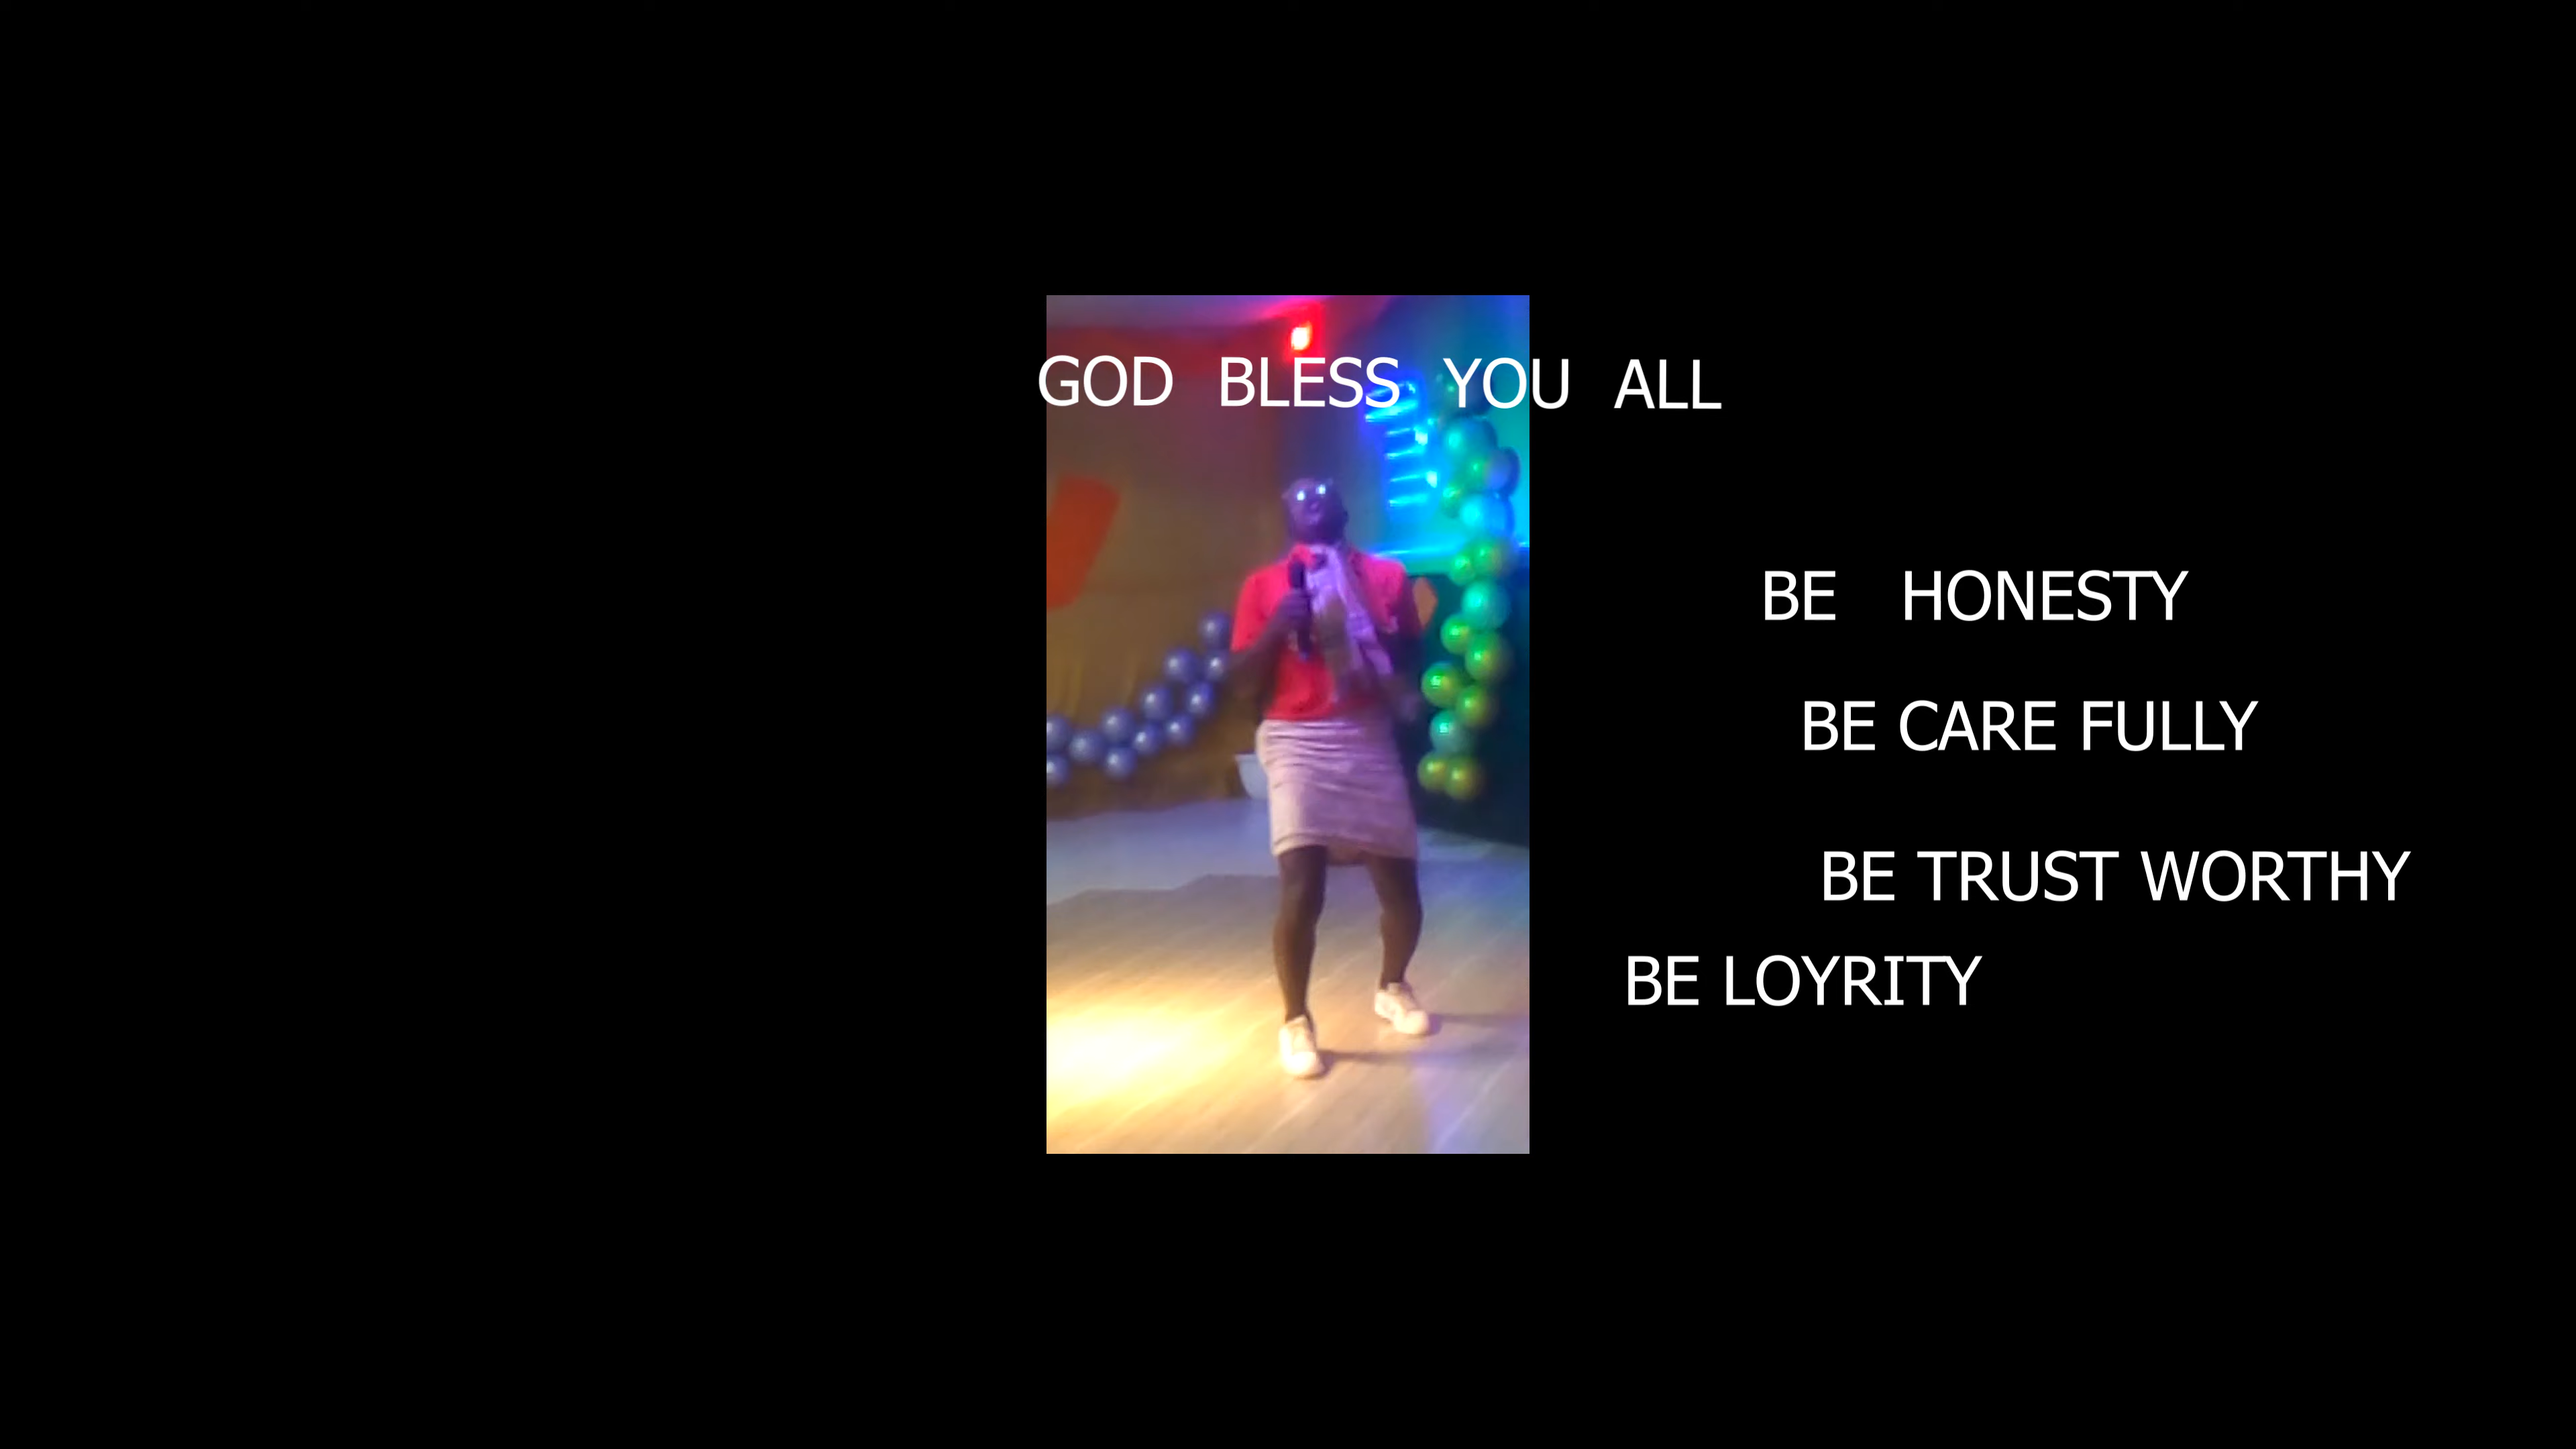 GOD BLESS YOU ALL
BE HONESTY
BE CARE FULLY
BE TRUST WORTHY
BE LOYRITY